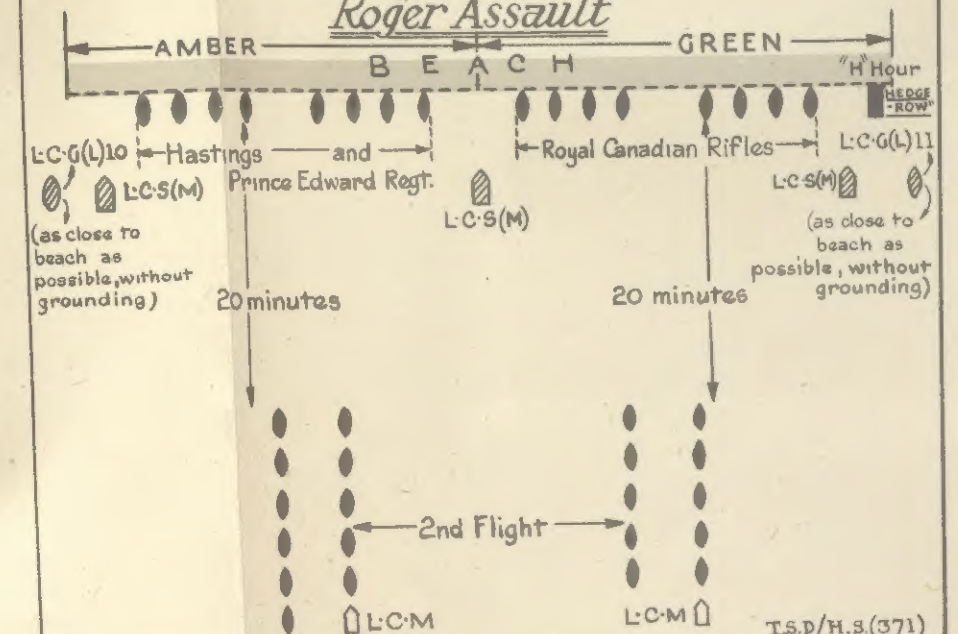 Roger Assault
AMBER
GREEN
BEACH
"H" Hour
HEDGE
-ROW"
L·C·G(L)10
Hastings and
Prince Edward Regt.
Royal Canadian Rifles
L·C·G(L)11
L·C·S(M)
L·C·S(M)
L·C·S(M)
(as close to
beach as
possible, without
grounding)
(as close to
beach as
possible, without
grounding)
20 minutes
20 minutes
2nd Flight
L·C·M
L·C·M
T.S.D/H.S.(371)